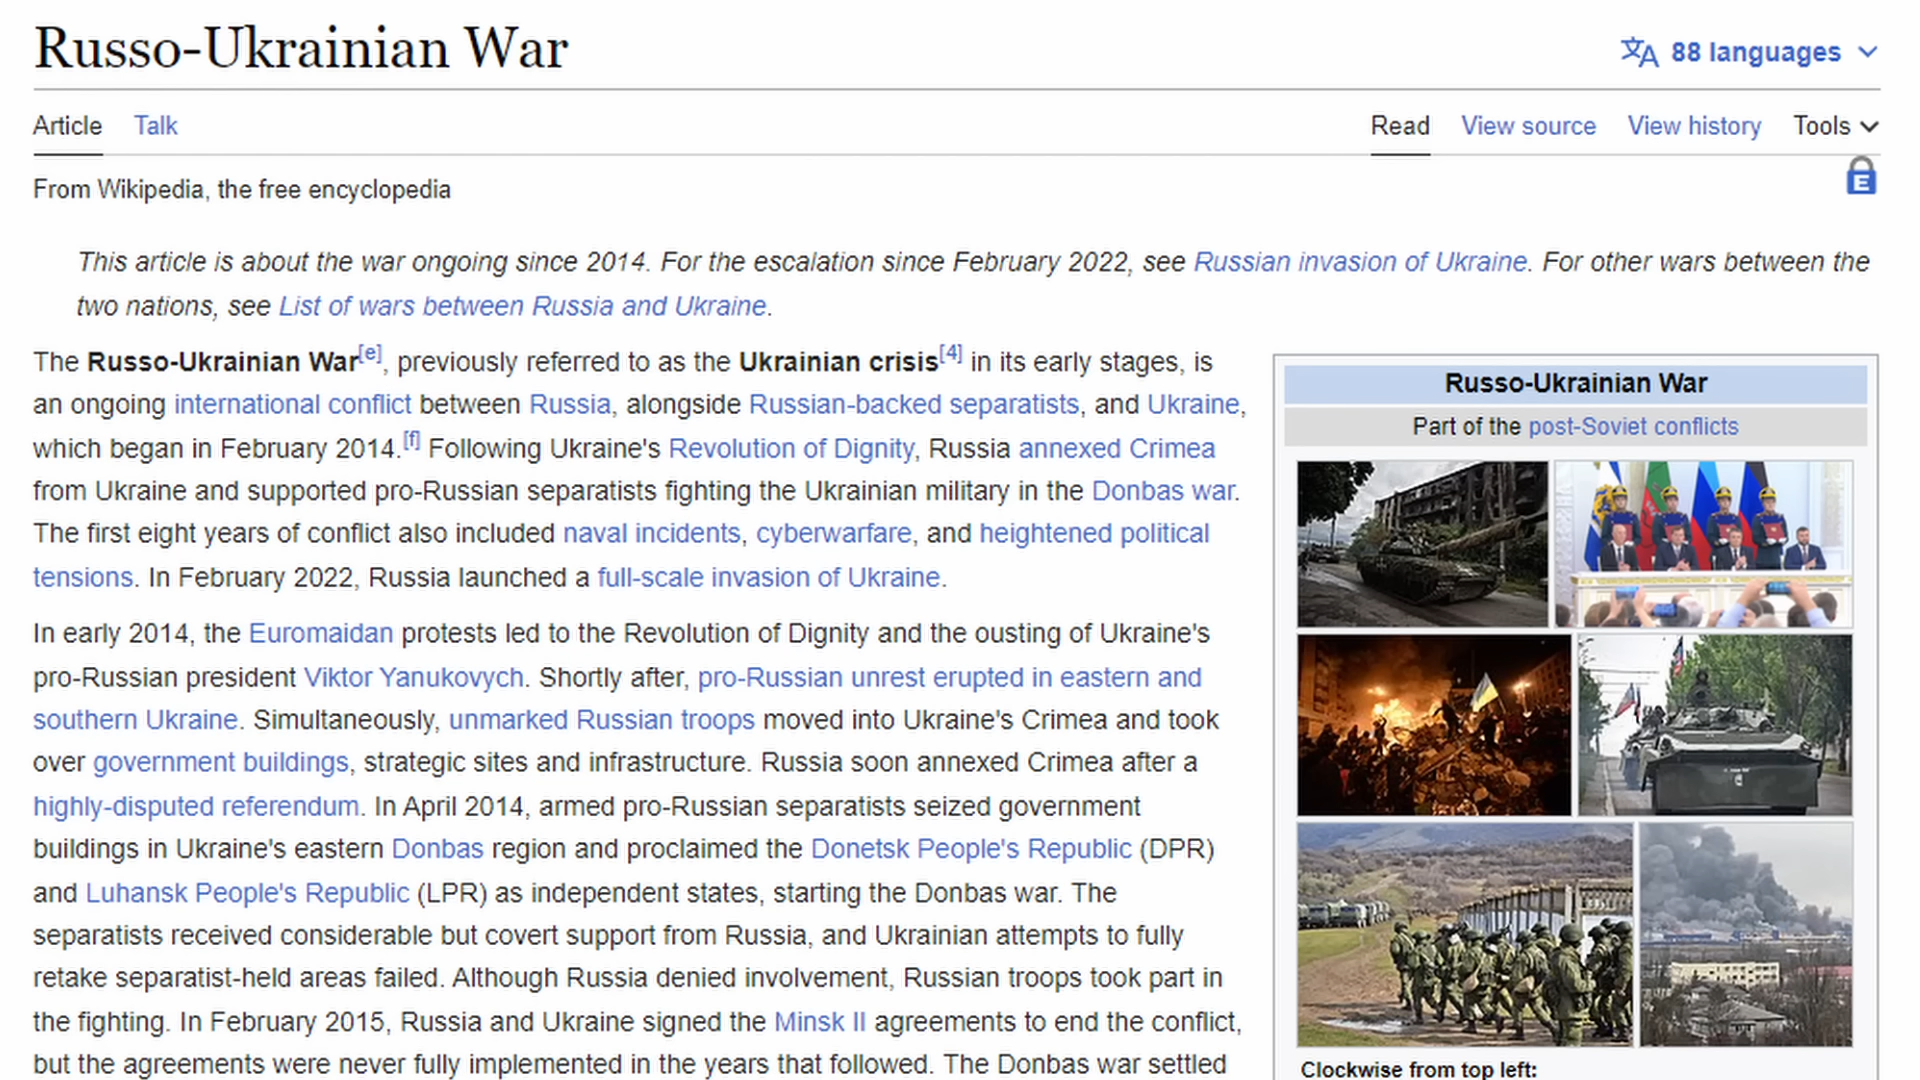 Russo-Ukrainian War
88 languages
Article Talk
Read View source View history Tools
From Wikipedia, the free encyclopedia
E
This article is about the war ongoing since 2014. For the escalation since February 2022, see Russian invasion of Ukraine. For other wars between the
two nations, see List of wars between Russia and Ukraine.
The Russo-Ukrainian War[e], previously referred to as the Ukrainian crisis[4] in its early stages, is
an ongoing international conflict between Russia, alongside Russian-backed separatists, and Ukraine,
which began in February 2014.[f] Following Ukraine's Revolution of Dignity, Russia annexed Crimea
from Ukraine and supported pro-Russian separatists fighting the Ukrainian military in the Donbas war.
The first eight years of conflict also included naval incidents, cyberwarfare, and heightened political
tensions. In February 2022, Russia launched a full-scale invasion of Ukraine.
In early 2014, the Euromaidan protests led to the Revolution of Dignity and the ousting of Ukraine's
pro-Russian president Viktor Yanukovych. Shortly after, pro-Russian unrest erupted in eastern and
southern Ukraine. Simultaneously, unmarked Russian troops moved into Ukraine's Crimea and took
over government buildings, strategic sites and infrastructure. Russia soon annexed Crimea after a
highly-disputed referendum. In April 2014, armed pro-Russian separatists seized government
buildings in Ukraine's eastern Donbas region and proclaimed the Donetsk People's Republic (DPR)
and Luhansk People's Republic (LPR) as independent states, starting the Donbas war. The
separatists received considerable but covert support from Russia, and Ukrainian attempts to fully
retake separatist-held areas failed. Although Russia denied involvement, Russian troops took part in
the fighting. In February 2015, Russia and Ukraine signed the Minsk II agreements to end the conflict,
but the agreements were never fully implemented in the years that followed. The Donbas war settled
Russo-Ukrainian War
Part of the post-Soviet conflicts
Clockwise from top left: